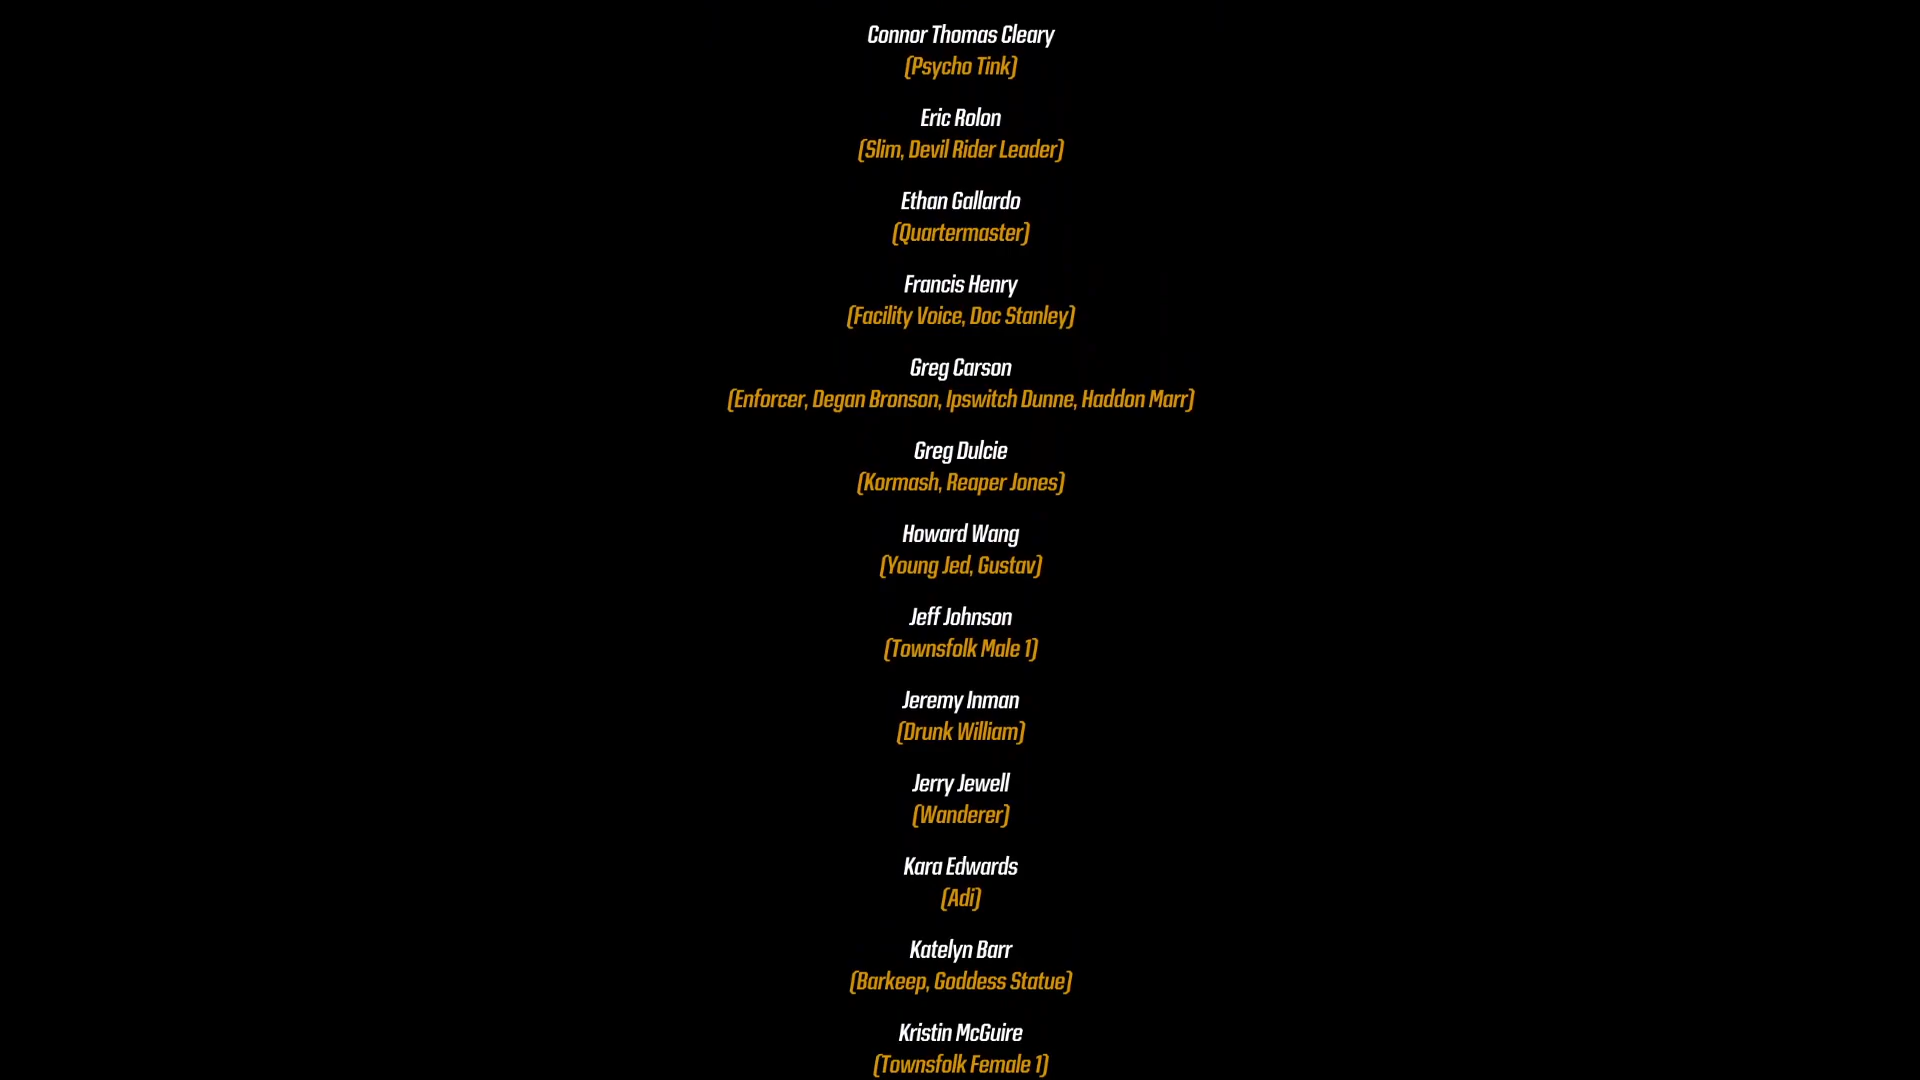 Connor Thomas Cleary
(Psycho Tink)
Eric Rolon
(Slim, Devil Rider Leader)
Ethan Gallardo
(Quartermaster)
Francis Henry
(Facility Voice, Doc Stanley)
Greg Carson
(Enforcer, Degan Bronson, Ipswitch Dunne, Haddon Marr)
Greg Dulcie
(Kormash, Reaper Jones)
Howard Wang
(Young Jed, Gustav)
Jeff Johnson
(Townsfolk Male 1)
Jeremy Inman
(Drunk William)
Jerry Jewell
(Wanderer)
Kara Edwards
(Adi)
Katelyn Barr
(Barkeep, Goddess Statue)
Kristin McGuire
(Townsfolk Female 1)